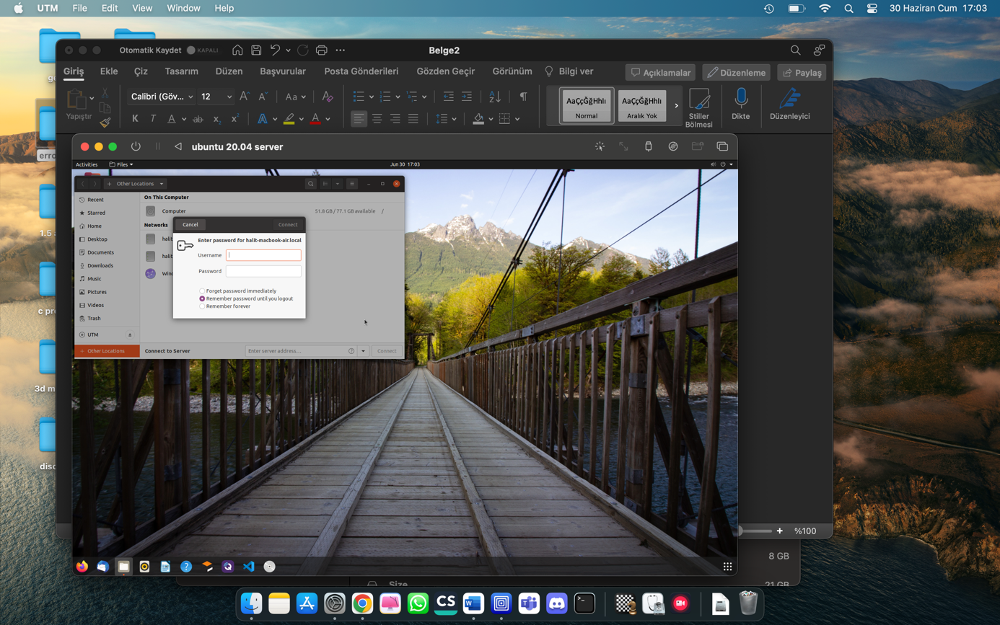 UTM File Edit View Window Help 30 Haziran Cum 17:03
Otomatik Kaydet KAPALI Belge2
Giriş Ekle Çiz Tasarım Düzen Başvurular Posta Gönderileri Gözden Geçir Görünüm Bilgi ver Açıklamalar Düzenleme Paylaş
Yapıştır
Calibri (Göv... 12 Aa
K T A ab x x A A
AaÇçĞğHhIı AaÇçĞğHhIı
Normal Aralık Yok
Stiller
Bölmesi
Dikte
Düzenleyici
ubuntu 20.04 server
Activities Files Jun 30 17:03
Other Locations
Recent
Starred
Home
Desktop
Documents
Downloads
Music
Pictures
Videos
Trash
UTM
+ Other Locations
On This Computer
Computer 51.8 GB / 77.1 GB available /
Networks
halit
halit
Wind
Cancel Connect
Enter password for halit-macbook-air.local
Username
Password
Forget password immediately
Remember password until you logout
Remember forever
Connect to Server Enter server address... Connect
erro
1.5
c pr
3d m
disc
%100
8 GB
Size 21 GB
CS